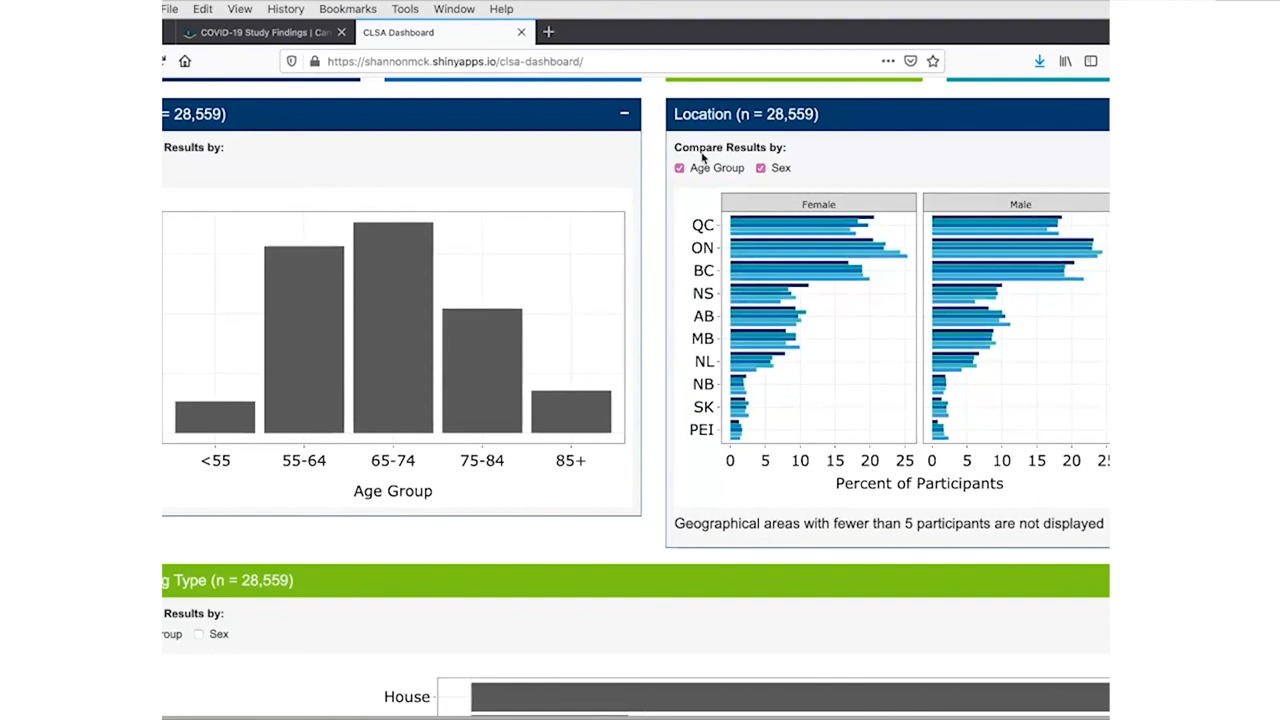 File Edit View History Bookmarks Tools Window Help
COVID-19 Study Findings | Can
CLSA Dashboard
https://shannonmck.shinyapps.io/clsa-dashboard/
= 28,559)
Results by:
<55 55-64 65-74 75-84 85+
Age Group
Location (n = 28,559)
Compare Results by:
Age Group Sex
Female Male
QC
ON
BC
NS
AB
MB
NL
NB
SK
PEI
0 5 10 15 20 25 0 5 10 15 20 25
Percent of Participants
Geographical areas with fewer than 5 participants are not displayed
g Type (n = 28,559)
Results by:
roup Sex
House